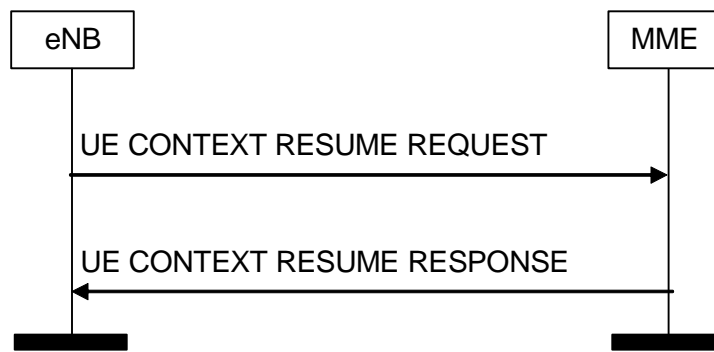 eNB
MME
UE CONTEXT RESUME REQUEST
UE CONTEXT RESUME RESPONSE